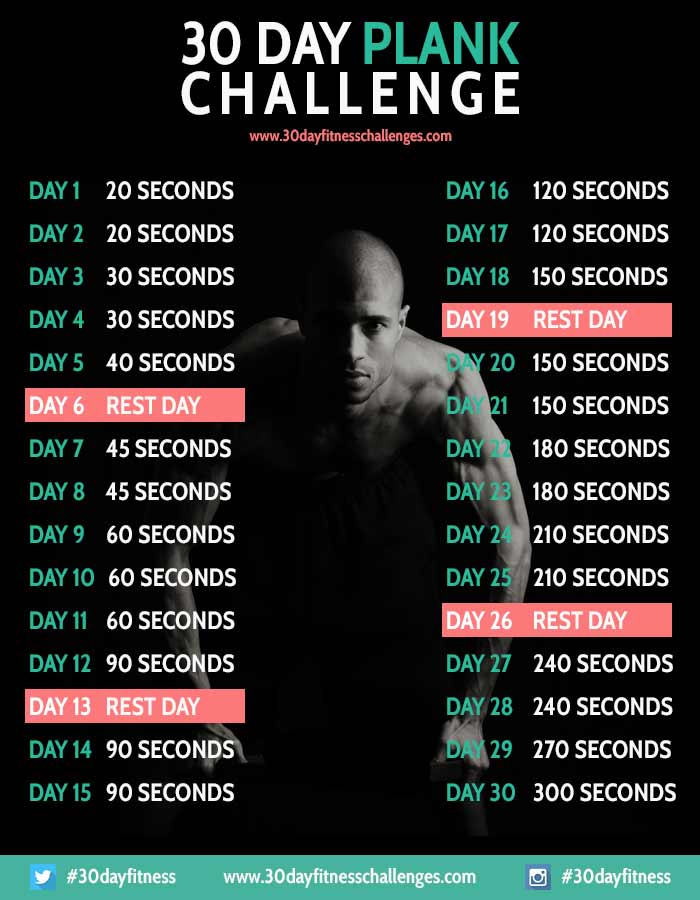 30 DAY PLANK
CHALLENGE
www.30dayfitnesschallenges.com
DAY 1 20 SECONDS
DAY 2 20 SECONDS
DAY 3 30 SECONDS
DAY 4 30 SECONDS
DAY 5 40 SECONDS
DAY 6 REST DAY
DAY 7 45 SECONDS
DAY 8 45 SECONDS
DAY 9 60 SECONDS
DAY 10 60 SECONDS
DAY 11 60 SECONDS
DAY 12 90 SECONDS
DAY 13 REST DAY
DAY 14 90 SECONDS
DAY 15 90 SECONDS
DAY 16 120 SECONDS
DAY 17 120 SECONDS
DAY 18 150 SECONDS
DAY 19 REST DAY
DAY 20 150 SECONDS
DAY 21 150 SECONDS
DAY 22 180 SECONDS
DAY 23 180 SECONDS
DAY 24 210 SECONDS
DAY 25 210 SECONDS
DAY 26 REST DAY
DAY 27 240 SECONDS
DAY 28 240 SECONDS
DAY 29 270 SECONDS
DAY 30 300 SECONDS
#30dayfitness www.30dayfitnesschallenges.com #30dayfitness